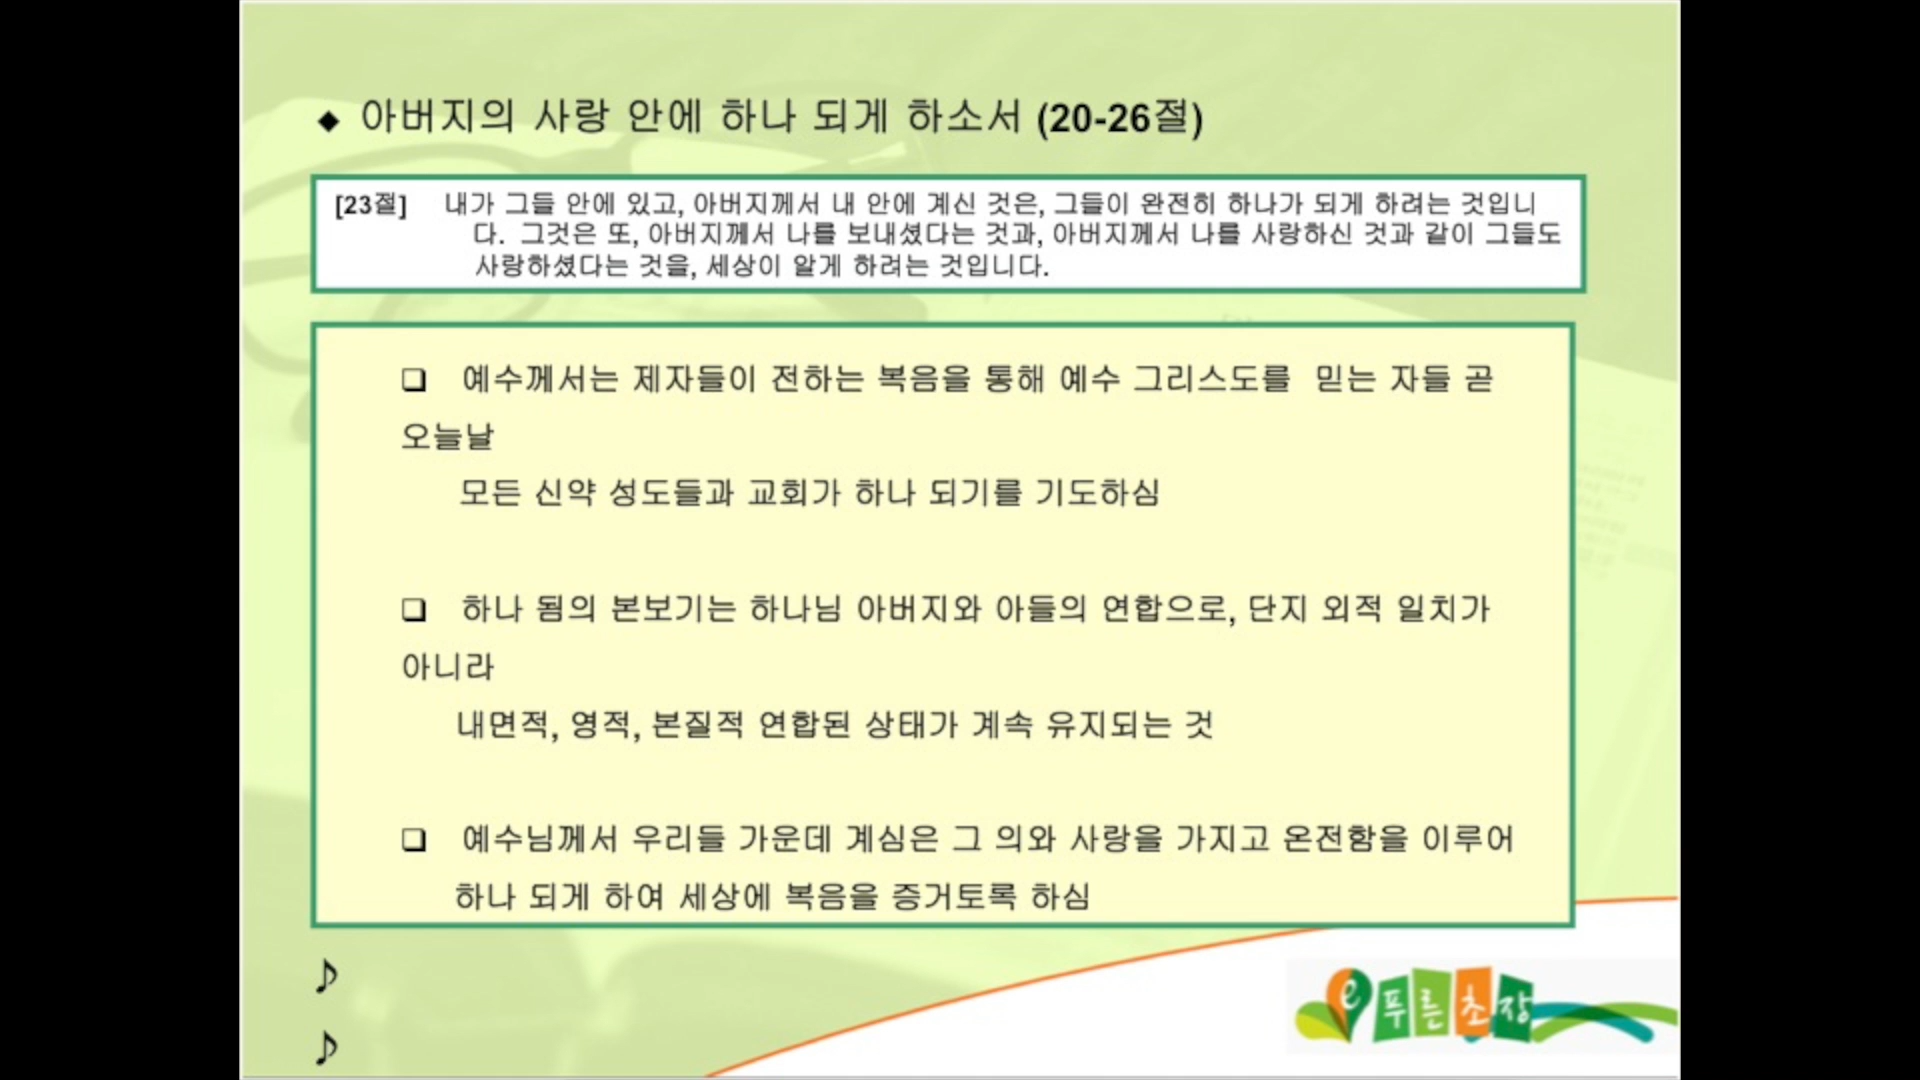 ◆ 아버지의 사랑 안에 하나 되게 하소서 (20-26절)
[23절] 내가 그들 안에 있고, 아버지께서 내 안에 계신 것은, 그들이 완전히 하나가 되게 하려는 것입니
다. 그것은 또, 아버지께서 나를 보내셨다는 것과, 아버지께서 나를 사랑하신 것과 같이 그들도
사랑하셨다는 것을, 세상이 알게 하려는 것입니다.
❑ 예수께서는 제자들이 전하는 복음을 통해 예수 그리스도를 믿는 자들 곧
오늘날
모든 신약 성도들과 교회가 하나 되기를 기도하심
❑ 하나 됨의 본보기는 하나님 아버지와 아들의 연합으로, 단지 외적 일치가
아니라
내면적, 영적, 본질적 연합된 상태가 계속 유지되는 것
❑ 예수님께서 우리들 가운데 계심은 그 의와 사랑을 가지고 온전함을 이루어
하나 되게 하여 세상에 복음을 증거토록 하심
♪
♪
e 푸른초장